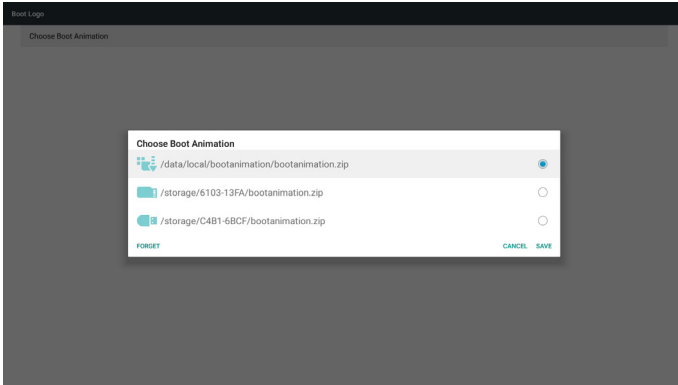 Boot Logo
Choose Boot Animation
Choose Boot Animation
/data/local/bootanimation/bootanimation.zip
/storage/6103-13FA/bootanimation.zip
/storage/C4B1-6BCF/bootanimation.zip
FORGET CANCEL SAVE